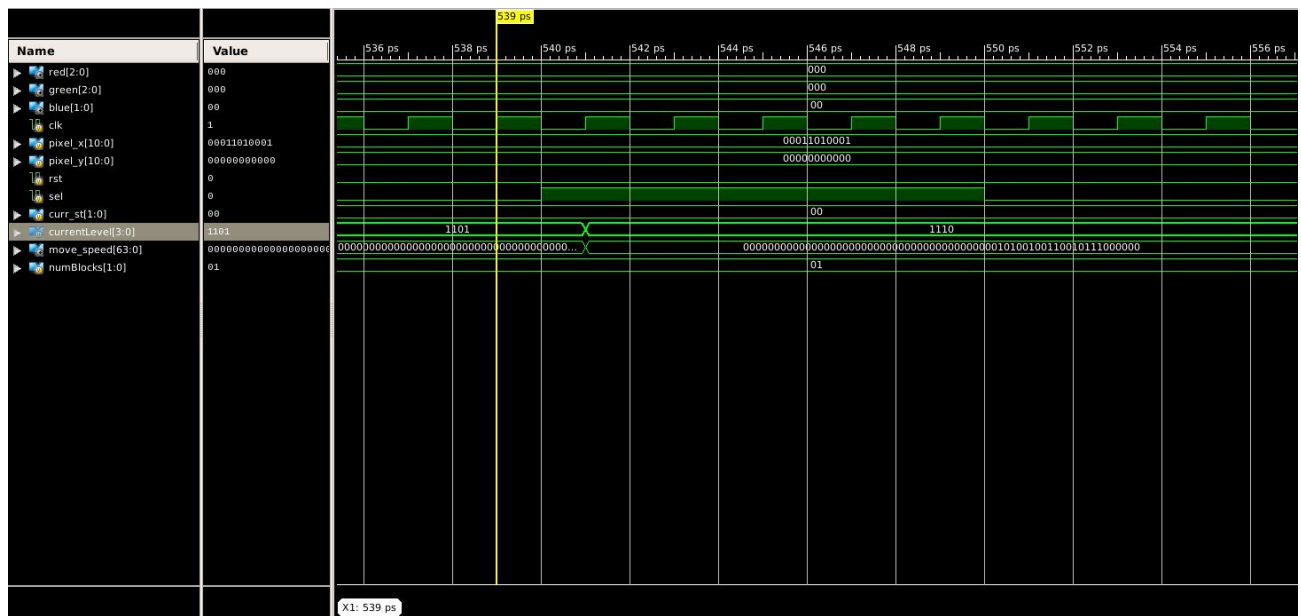 539 ps
Name Value
536 ps 538 ps 540 ps 542 ps 544 ps 546 ps 548 ps 550 ps 552 ps 554 ps 556 ps
red[2:0] 000 000
green[2:0] 000 000
blue[1:0] 00 00
clk 1
pixel_x[10:0] 00011010001 00011010001
pixel_y[10:0] 00000000000 00000000000
rst 0
sel 0
curr_st[1:0] 00 00
currentLevel[3:0] 1101 1101 1110
move_speed[63:0]
numBlocks[1:0] 01 01
X1: 539 ps